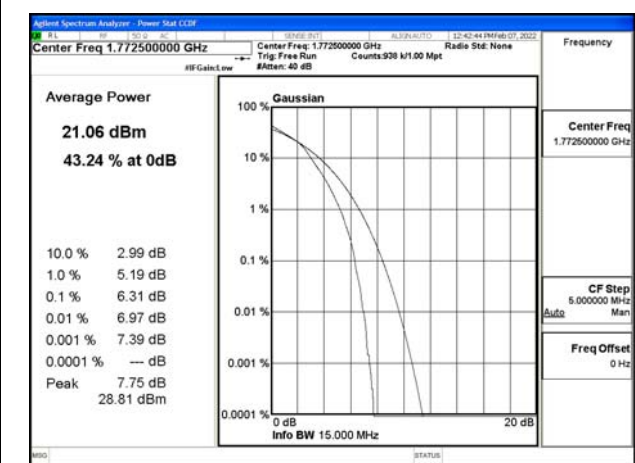 Agilent Spectrum Analyzer - Power Stat CCDF
RL RF 50 Ω AC SENSE:INT ALIGN AUTO 12:42:44 PM Feb 07, 2022
Center Freq 1.772500000 GHz
Center Freq: 1.772500000 GHz Radio Std: None
Trig: Free Run Counts:938 k/1.00 Mpt
#IFGain:Low #Atten: 40 dB
Frequency
Average Power
21.06 dBm
43.24 % at 0dB
10.0 % 2.99 dB
1.0 % 5.19 dB
0.1 % 6.31 dB
0.01 % 6.97 dB
0.001 % 7.39 dB
0.0001 % --- dB
Peak 7.75 dB
28.81 dBm
Gaussian
100 %
10 %
1 %
0.1 %
0.01 %
0.001 %
0.0001 %
0 dB 20 dB
Info BW 15.000 MHz
Center Freq
1.772500000 GHz
CF Step
5.000000 MHz
Auto Man
Freq Offset
0 Hz
MSG STATUS